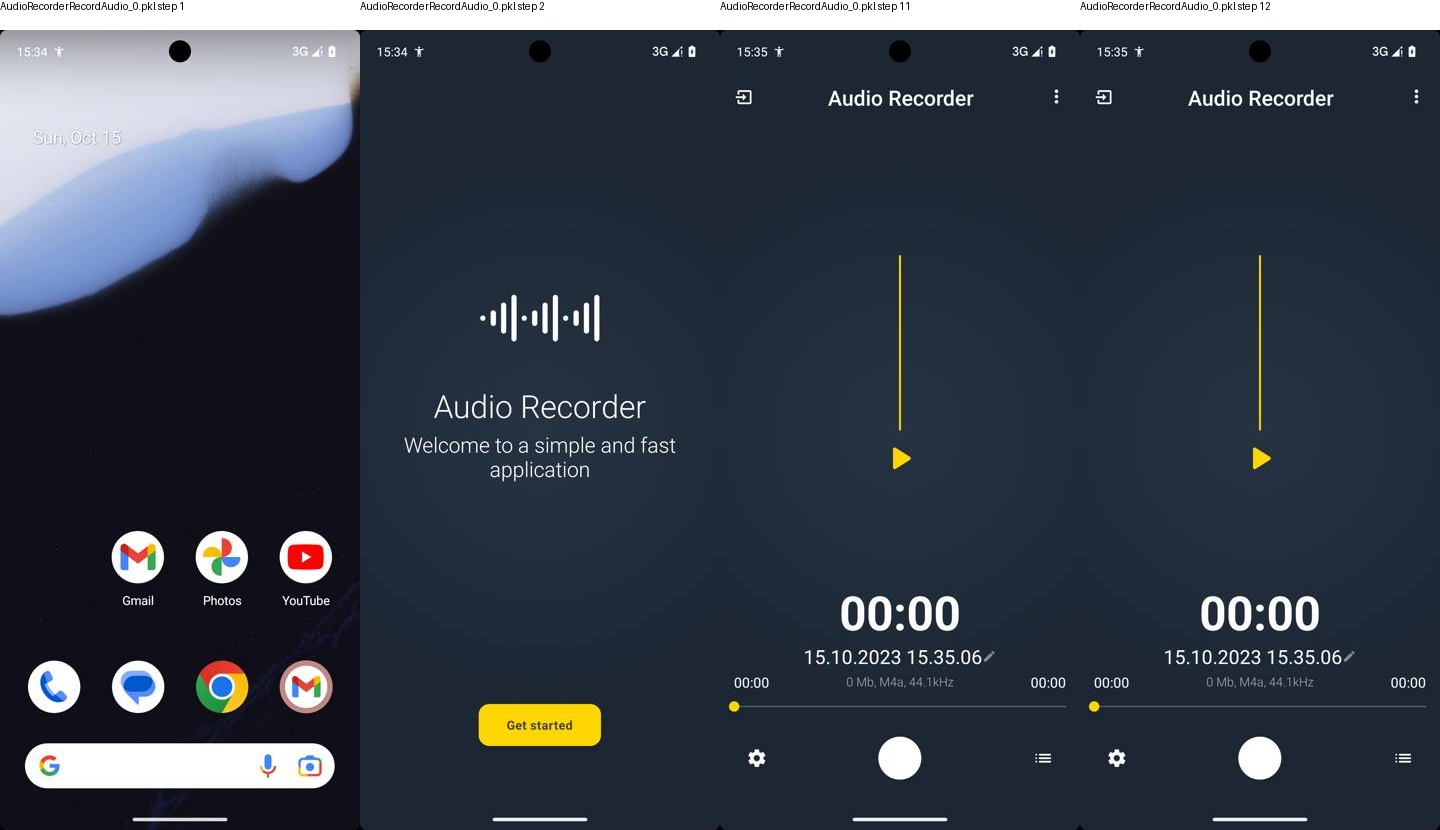 AudioRecorderRecordAudio_0.pkl step 1
15:34
3G
Sun, Oct 15
Gmail
Photos
YouTube
AudioRecorderRecordAudio_0.pkl step 2
15:34
3G
Audio Recorder
Welcome to a simple and fast
application
Get started
AudioRecorderRecordAudio_0.pkl step 11
15:35
3G
Audio Recorder
00:00
15.10.2023 15.35.06
00:00
0 Mb, M4a, 44.1kHz
00:00
AudioRecorderRecordAudio_0.pkl step 12
15:35
3G
Audio Recorder
00:00
15.10.2023 15.35.06
00:00
0 Mb, M4a, 44.1kHz
00:00